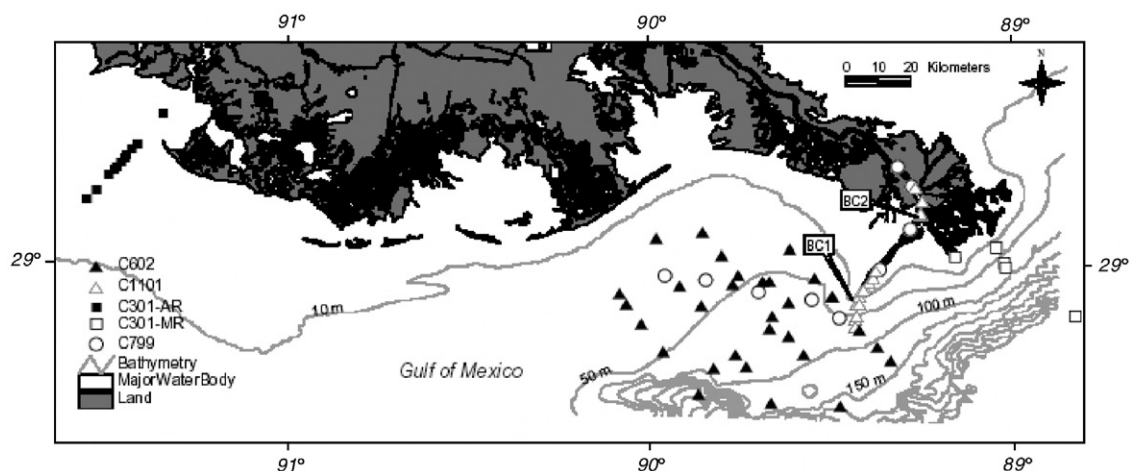 91°
90°
89°
N
0 10 20 Kilometers
BC2
BC1
29°
29°
C602
C1101
C301-AR
C301-MR
C799
Bathymetry
MajorWaterBody
Land
10 m
100 m
50 m
150 m
Gulf of Mexico
91°
90°
89°